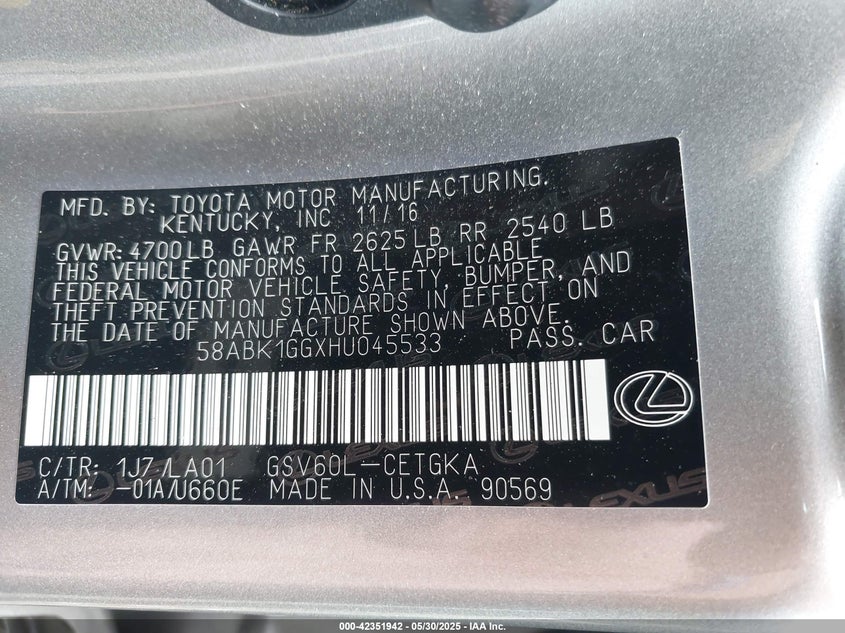 MFD. BY: TOYOTA MOTOR MANUFACTURING,
KENTUCKY, INC 11/16
GVWR: 4700LB GAWR FR 2625 LB RR 2540 LB
THIS VEHICLE CONFORMS TO ALL APPLICABLE
FEDERAL MOTOR VEHICLE SAFETY, BUMPER, AND
THEFT PREVENTION STANDARDS IN EFFECT ON
THE DATE OF MANUFACTURE SHOWN ABOVE.
58ABK1GGXHU045533 PASS. CAR
C/TR: 1J7/LA01 GSV60L-CETGKA
A/TM: -01A/U660E MADE IN U.S.A. 90569
LEXUS
000-42351942 - 05/30/2025 - IAA Inc.